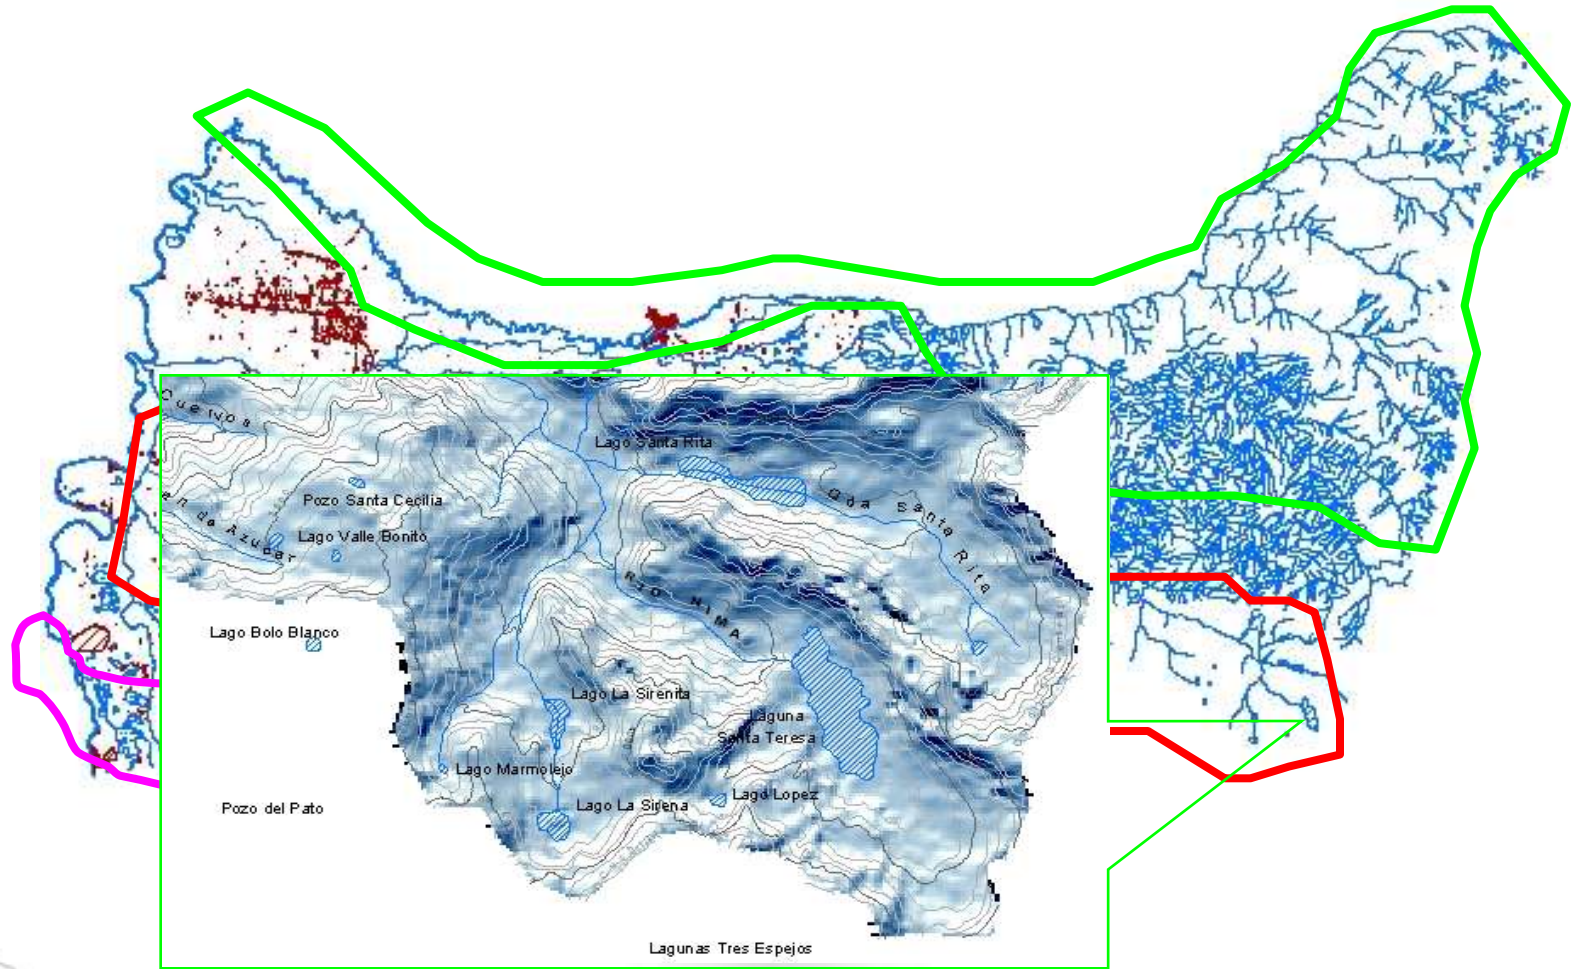 Cuervos
Lago Santa Rita
Pozo Santa Cecilia
Qda Santa Rita
an de Azucar
Lago Valle Bonito
RIO NIMA
Lago Bolo Blanco
Lago La Sirenita
Laguna
Santa Teresa
Lago Marmolejo
Lago Lopez
Lago La Sirena
Pozo del Pato
Lagunas Tres Espejos